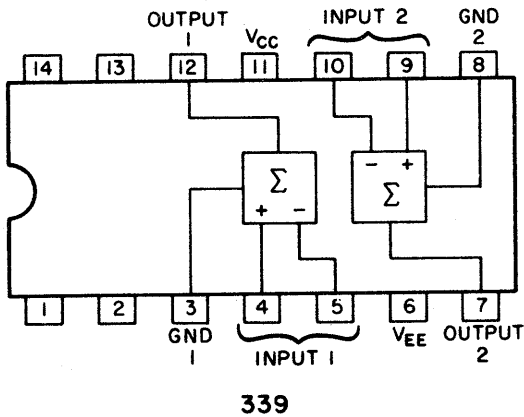 OUTPUT
1
VCC
INPUT 2
GND
2
14 13 12 11 10 9 8
Σ
+ −
− +
Σ
1 2 3 4 5 6 7
GND
1
INPUT 1
VEE
OUTPUT
2
339